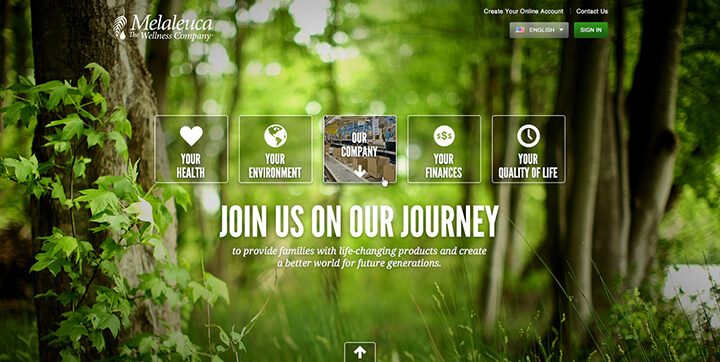 Create Your Online Account
Contact Us
Melaleuca
The Wellness Company
ENGLISH
SIGN IN
YOUR
HEALTH
YOUR
ENVIRONMENT
OUR
COMPANY
$$$
YOUR
FINANCES
YOUR
QUALITY OF LIFE
JOIN US ON OUR JOURNEY
to provide families with life-changing products and create
a better world for future generations.